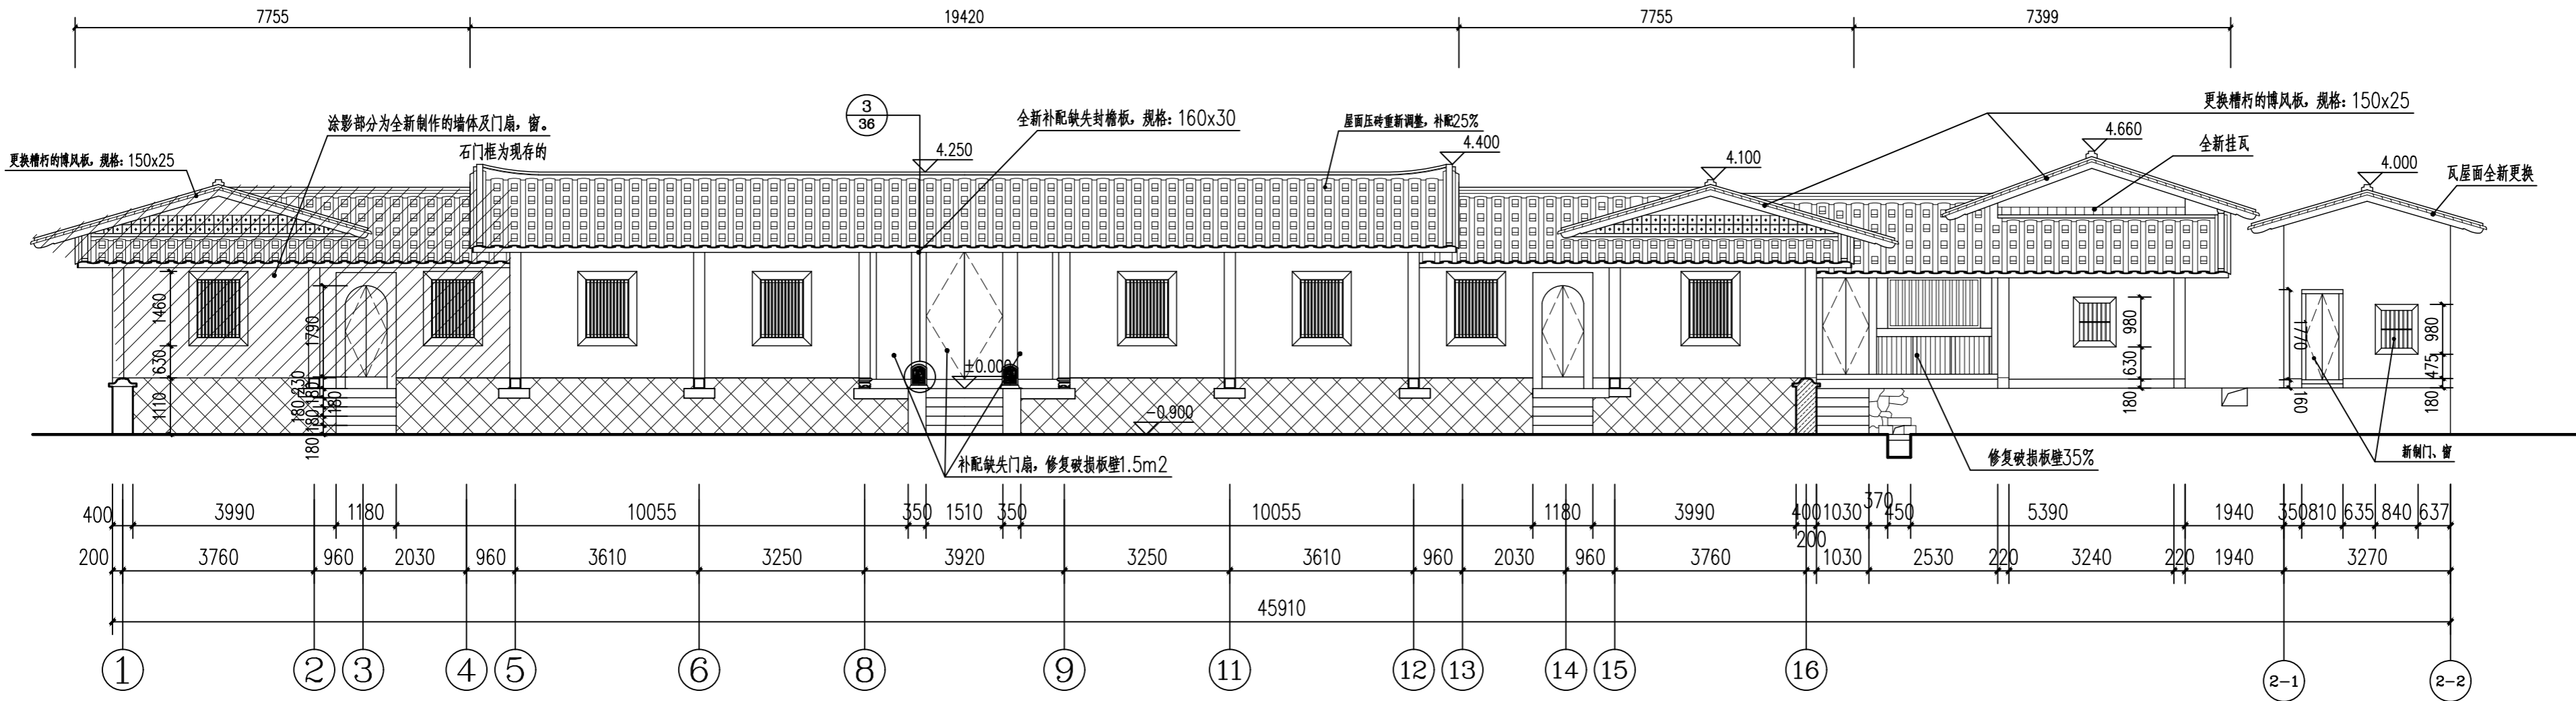 7755 19420 7755 7399
更换糟朽的博风板，规格：150x25
涂影部分为全新制作的墙体及门扇，窗。
石门框为现存的
3
36
全新补配缺失封檐板，规格：160x30
屋面压砖重新调整，补配25%
更换糟朽的博风板，规格：150x25
全新挂瓦
瓦屋面全新更换
4.250
4.400
4.100
4.660
4.000
1460
630
1110
1790
230
180
180
180
180
180
180
±0.000
-0.900
补配缺失门扇，修复破损板壁1.5m2
修复破损板壁35%
新制门、窗
980
630
180
1770
160
980
475
180
400 3990 1180 10055 350 1510 350 10055 1180 3990 400 1030 370 450 5390 1940 350 810 635 840 637
200 3760 960 2030 960 3610 3250 3920 3250 3610 960 2030 960 3760 200 1030 2530 220 3240 220 1940 3270
45910
1 2 3 4 5 6 8 9 11 12 13 14 15 16 2-1 2-2